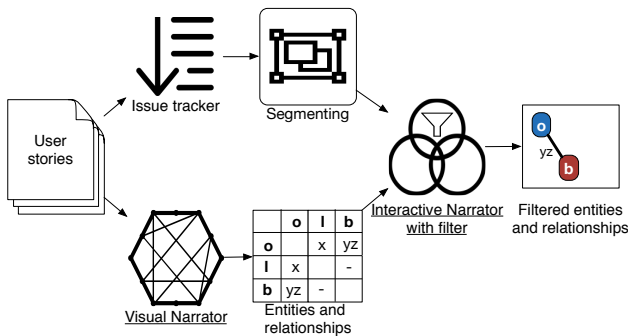 Issue tracker
Segmenting
User
stories
o
yz
b
Interactive Narrator
with filter
Filtered entities
and relationships
o l b
o x yz
l x -
b yz -
Visual Narrator
Entities and
relationships